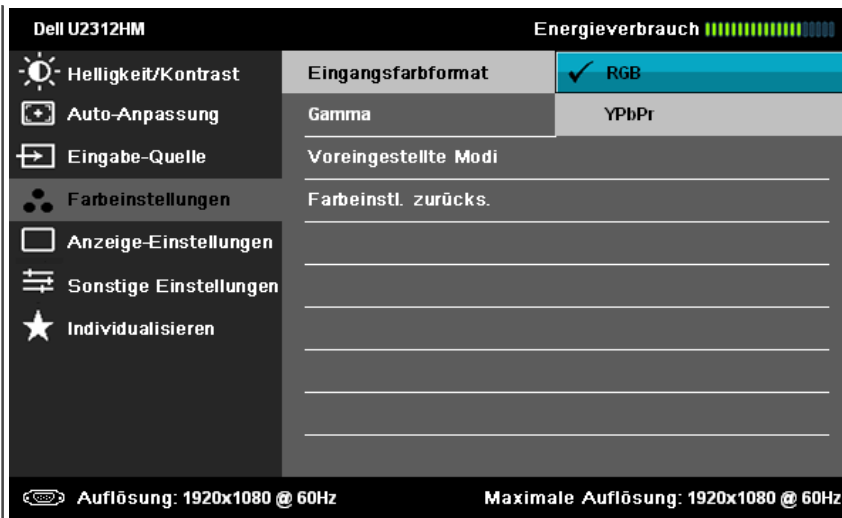 Dell U2312HM Energieverbrauch
Helligkeit/Kontrast Eingangsfarbformat RGB
Auto-Anpassung Gamma YPbPr
Eingabe-Quelle Voreingestellte Modi
Farbeinstellungen Farbeinstl. zurücks.
Anzeige-Einstellungen
Sonstige Einstellungen
Individualisieren
Auflösung: 1920x1080 @ 60Hz Maximale Auflösung: 1920x1080 @ 60Hz